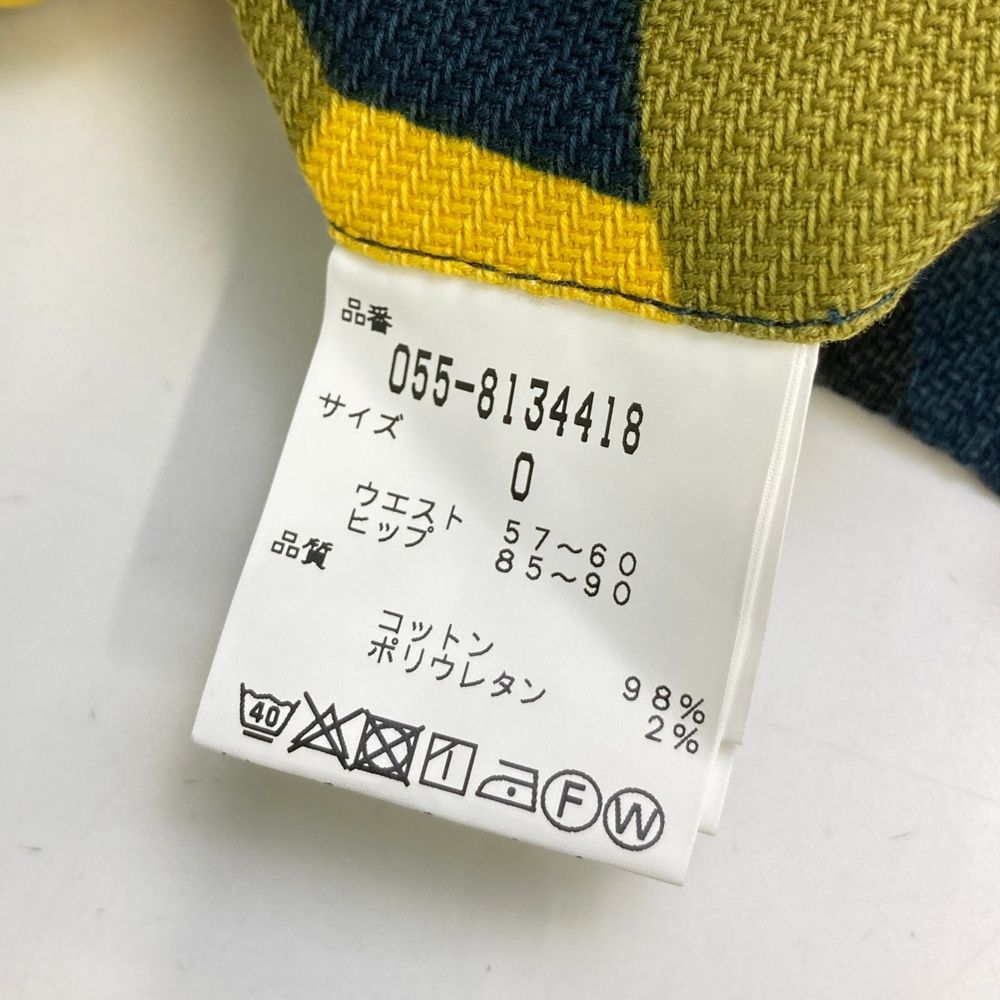 品番
055-8134418
サイズ
0
ウエスト 57～60
ヒップ 85～90
品質
コットン 98%
ポリウレタン 2%
40 F W